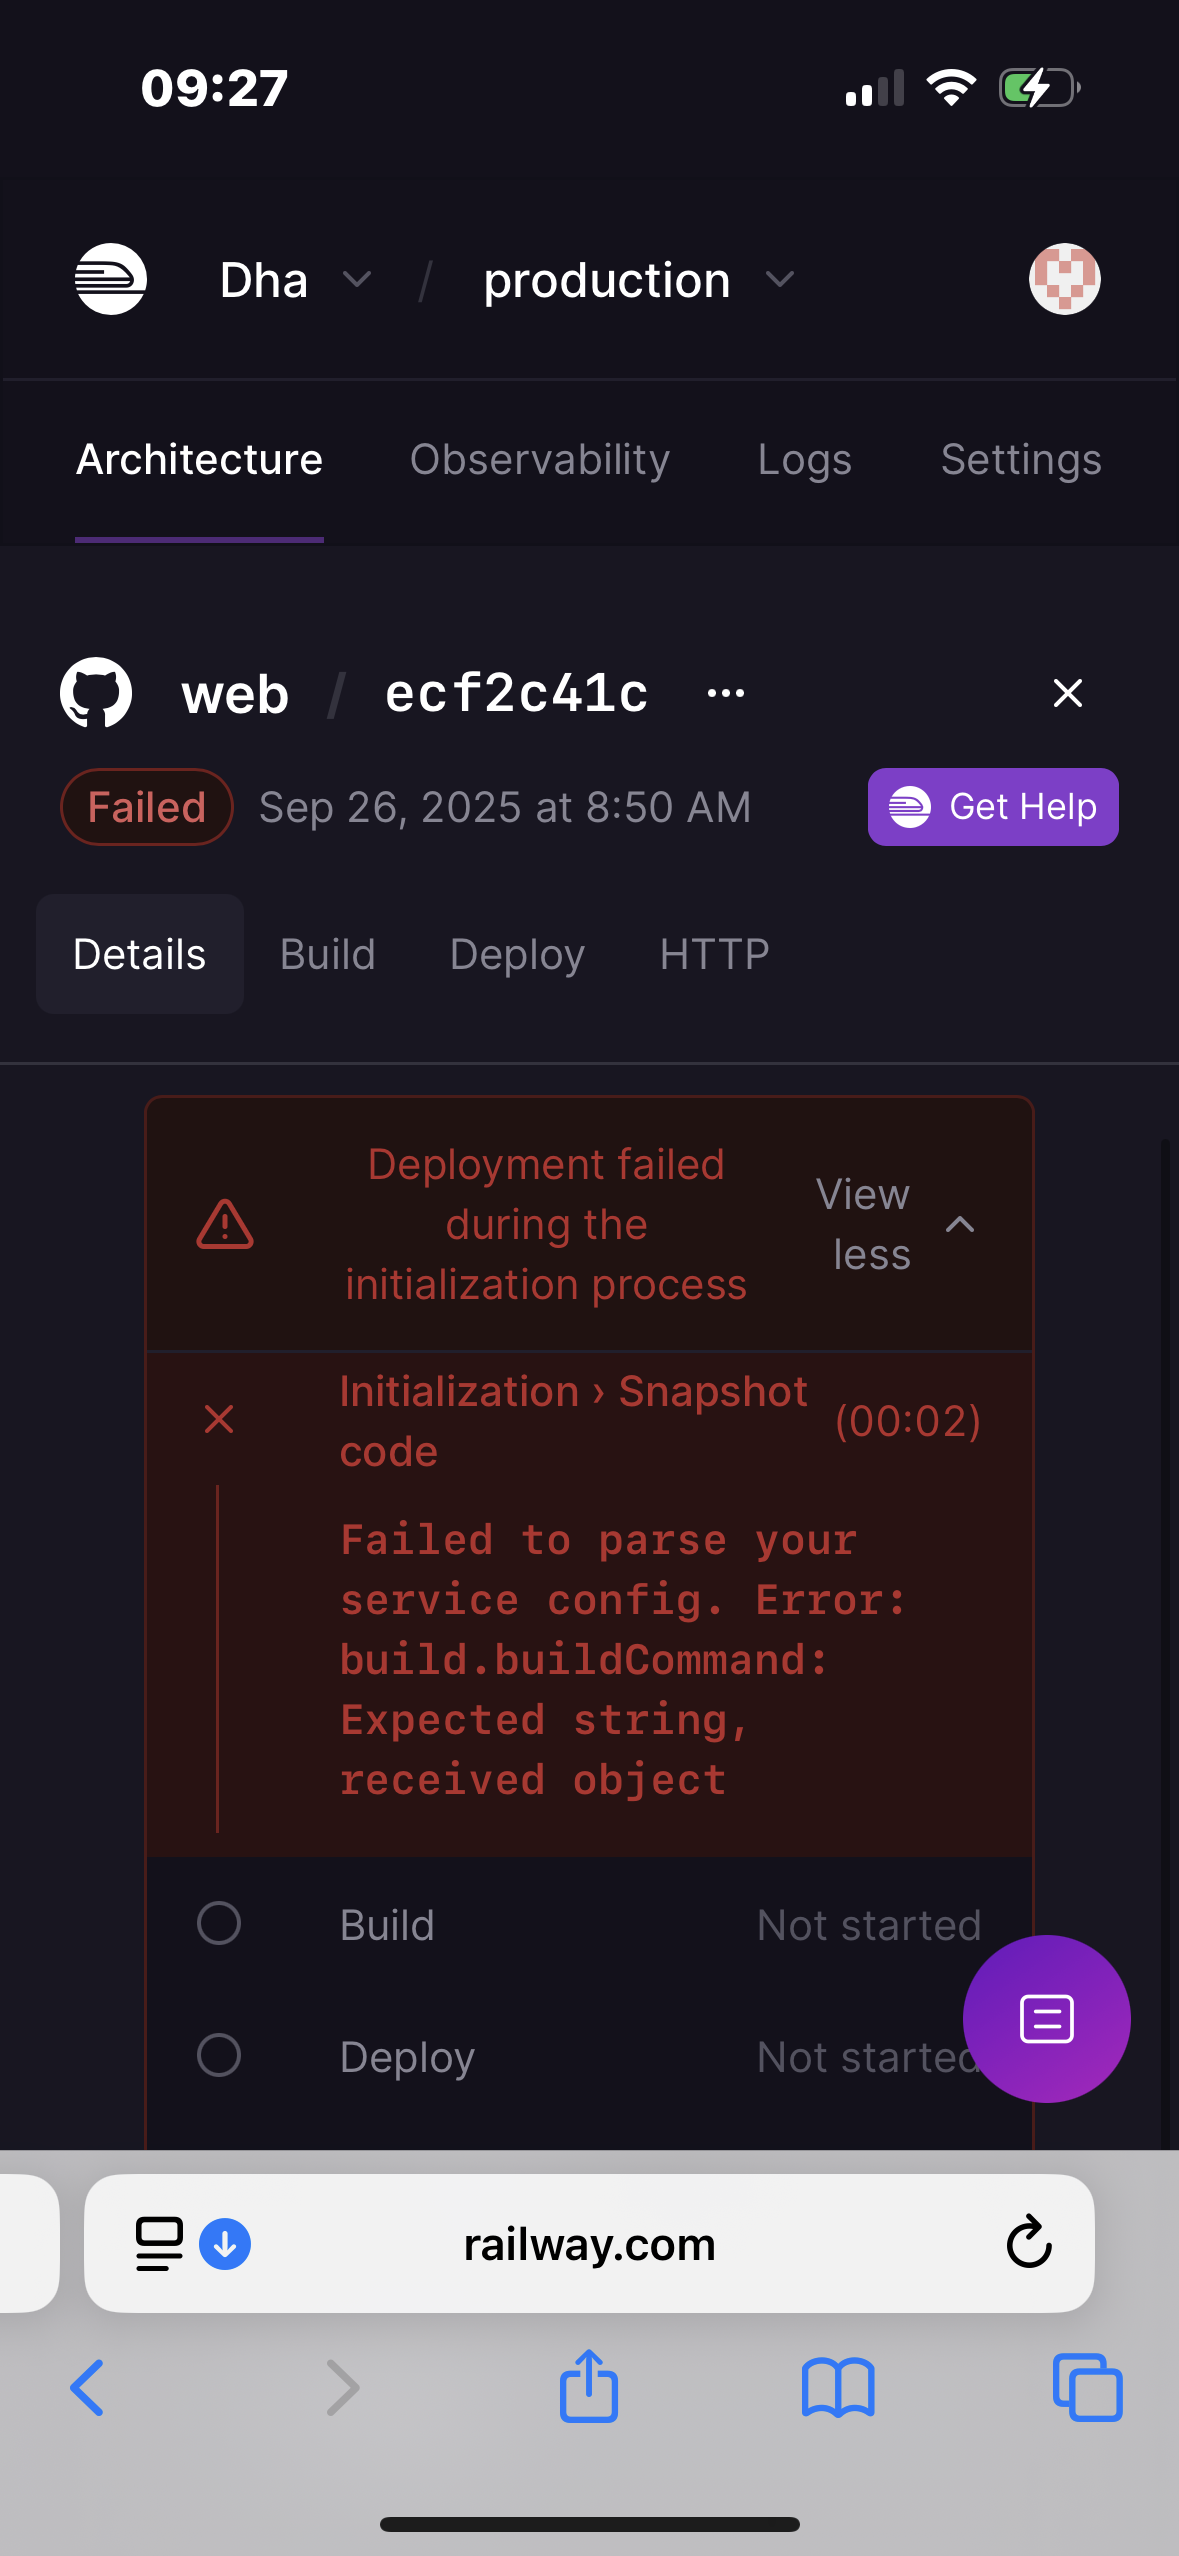 09:27
Dha / production
Architecture Observability Logs Settings
web / ecf2c41c ...
Failed Sep 26, 2025 at 8:50 AM Get Help
Details Build Deploy HTTP
Deployment failed
during the
initialization process
View
less
Initialization › Snapshot
code
(00:02)
Failed to parse your
service config. Error:
build.buildCommand:
Expected string,
received object
Build Not started
Deploy Not started
railway.com